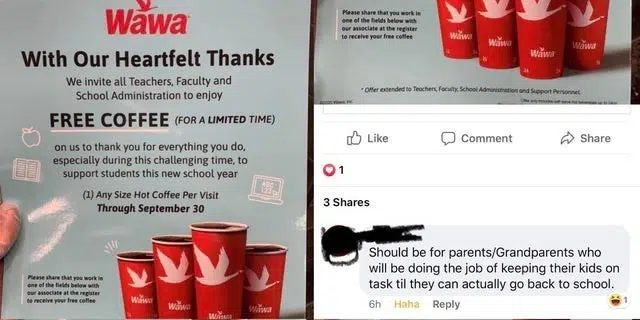 Wawa
With Our Heartfelt Thanks
We invite all Teachers, Faculty and
School Administration to enjoy
FREE COFFEE (FOR A LIMITED TIME)
on us to thank you for everything you do,
especially during this challenging time, to
support students this new school year
(1) Any Size Hot Coffee Per Visit
Through September 30
ABC
123
Please share that you work in
one of the fields below with
our associate at the register
to receive your free coffee
Wawa
Wawa
Wawa
Wawa
Please share that you work in
one of the fields below with
our associate at the register
to receive your free coffee
Wawa
Wawa
Wawa
Wawa
* Offer extended to Teachers, Faculty, School Administration and Support Personnel.
Like
Comment
Share
1
3 Shares
Should be for parents/Grandparents who
will be doing the job of keeping their kids on
task til they can actually go back to school.
6h Haha Reply
1